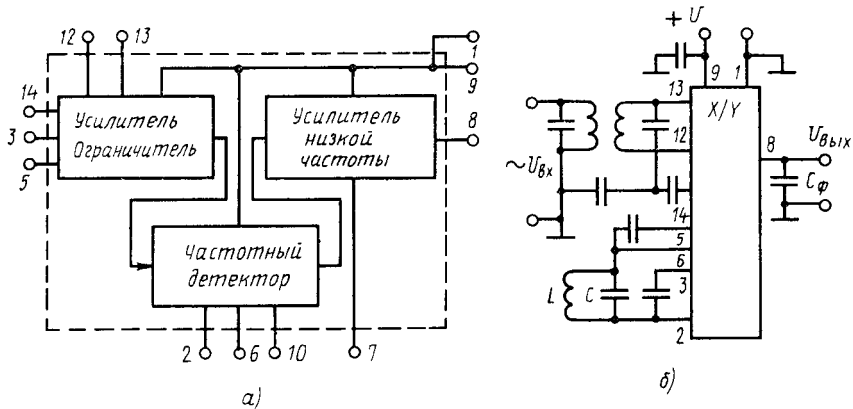 12
13
1
9
14
3
5
Усилитель
Ограничитель
Усилитель
низкой
частоты
8
Частотный
детектор
2
6
10
7
а)
+ U
9
1
13
X/Y
12
~Uвх
8
Uвых
Cф
14
5
6
3
L
C
2
б)